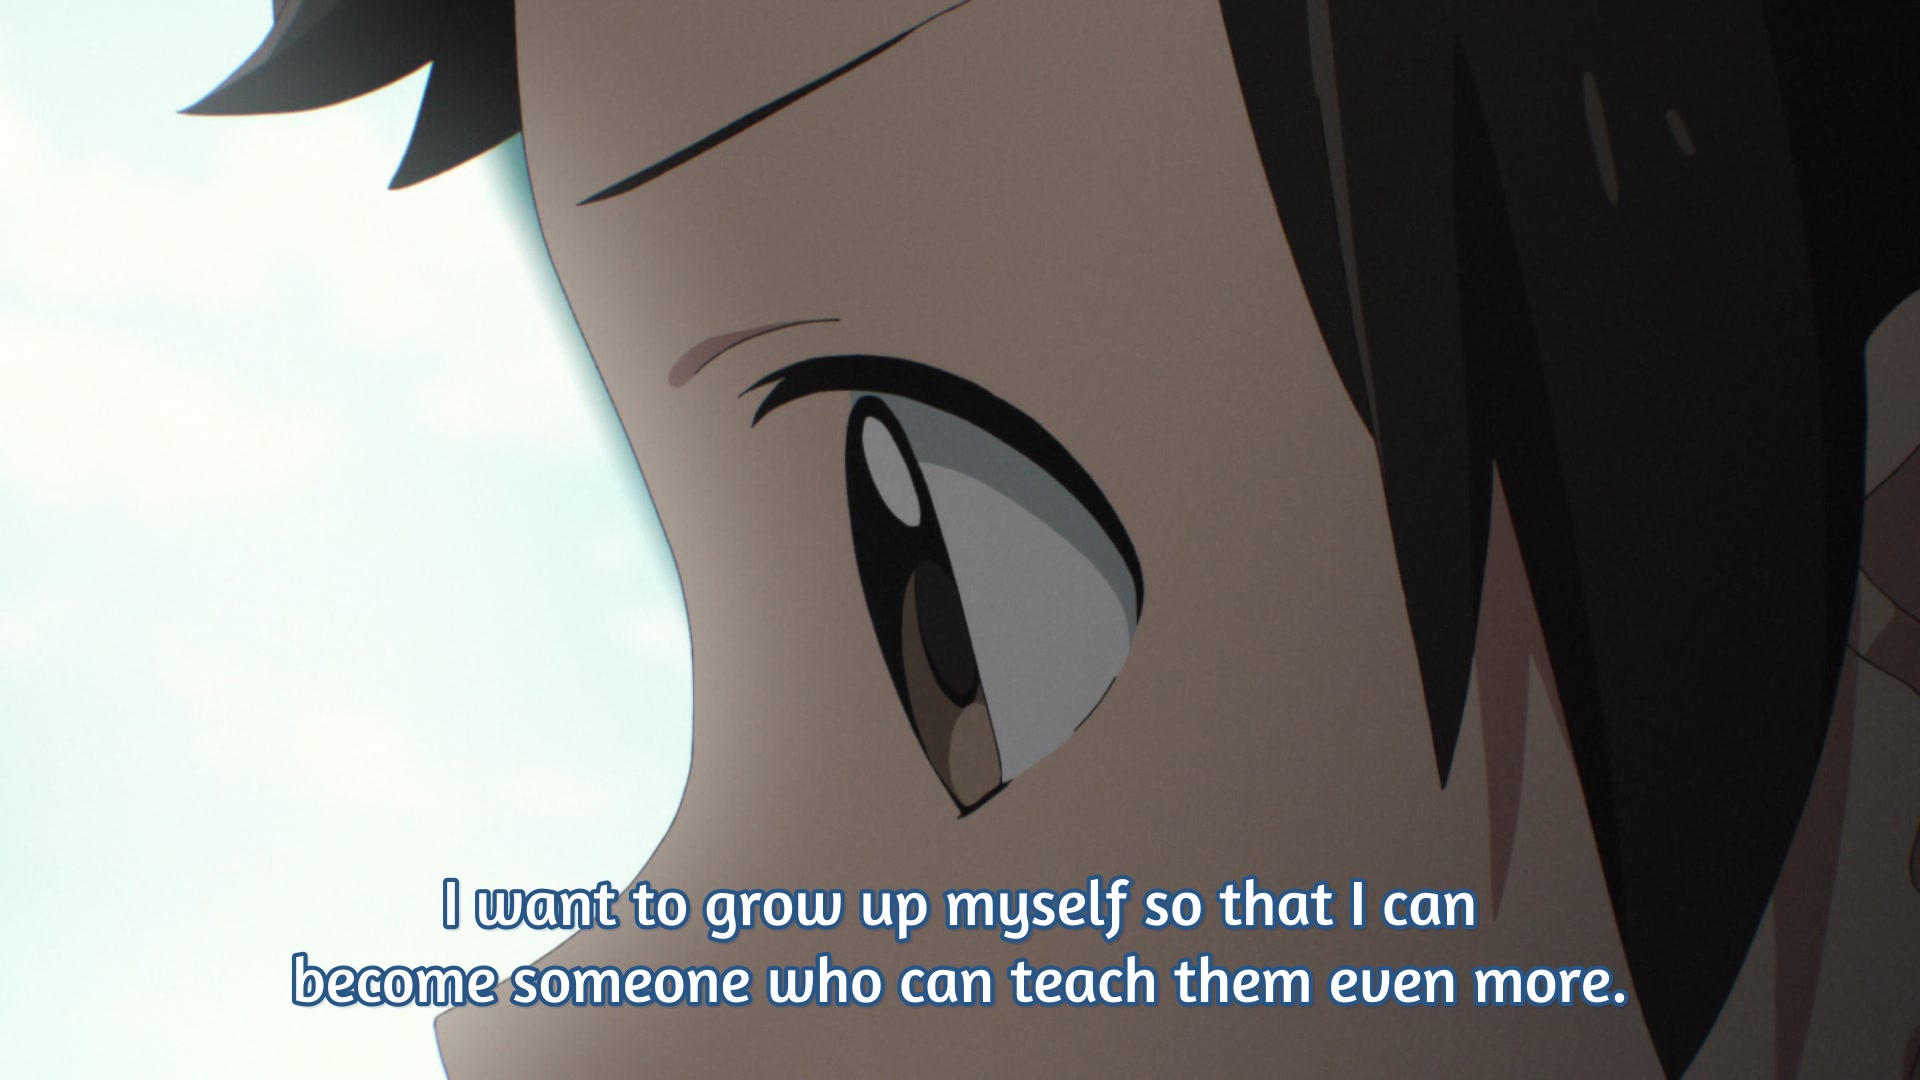 I want to grow up myself so that I can
become someone who can teach them even more.